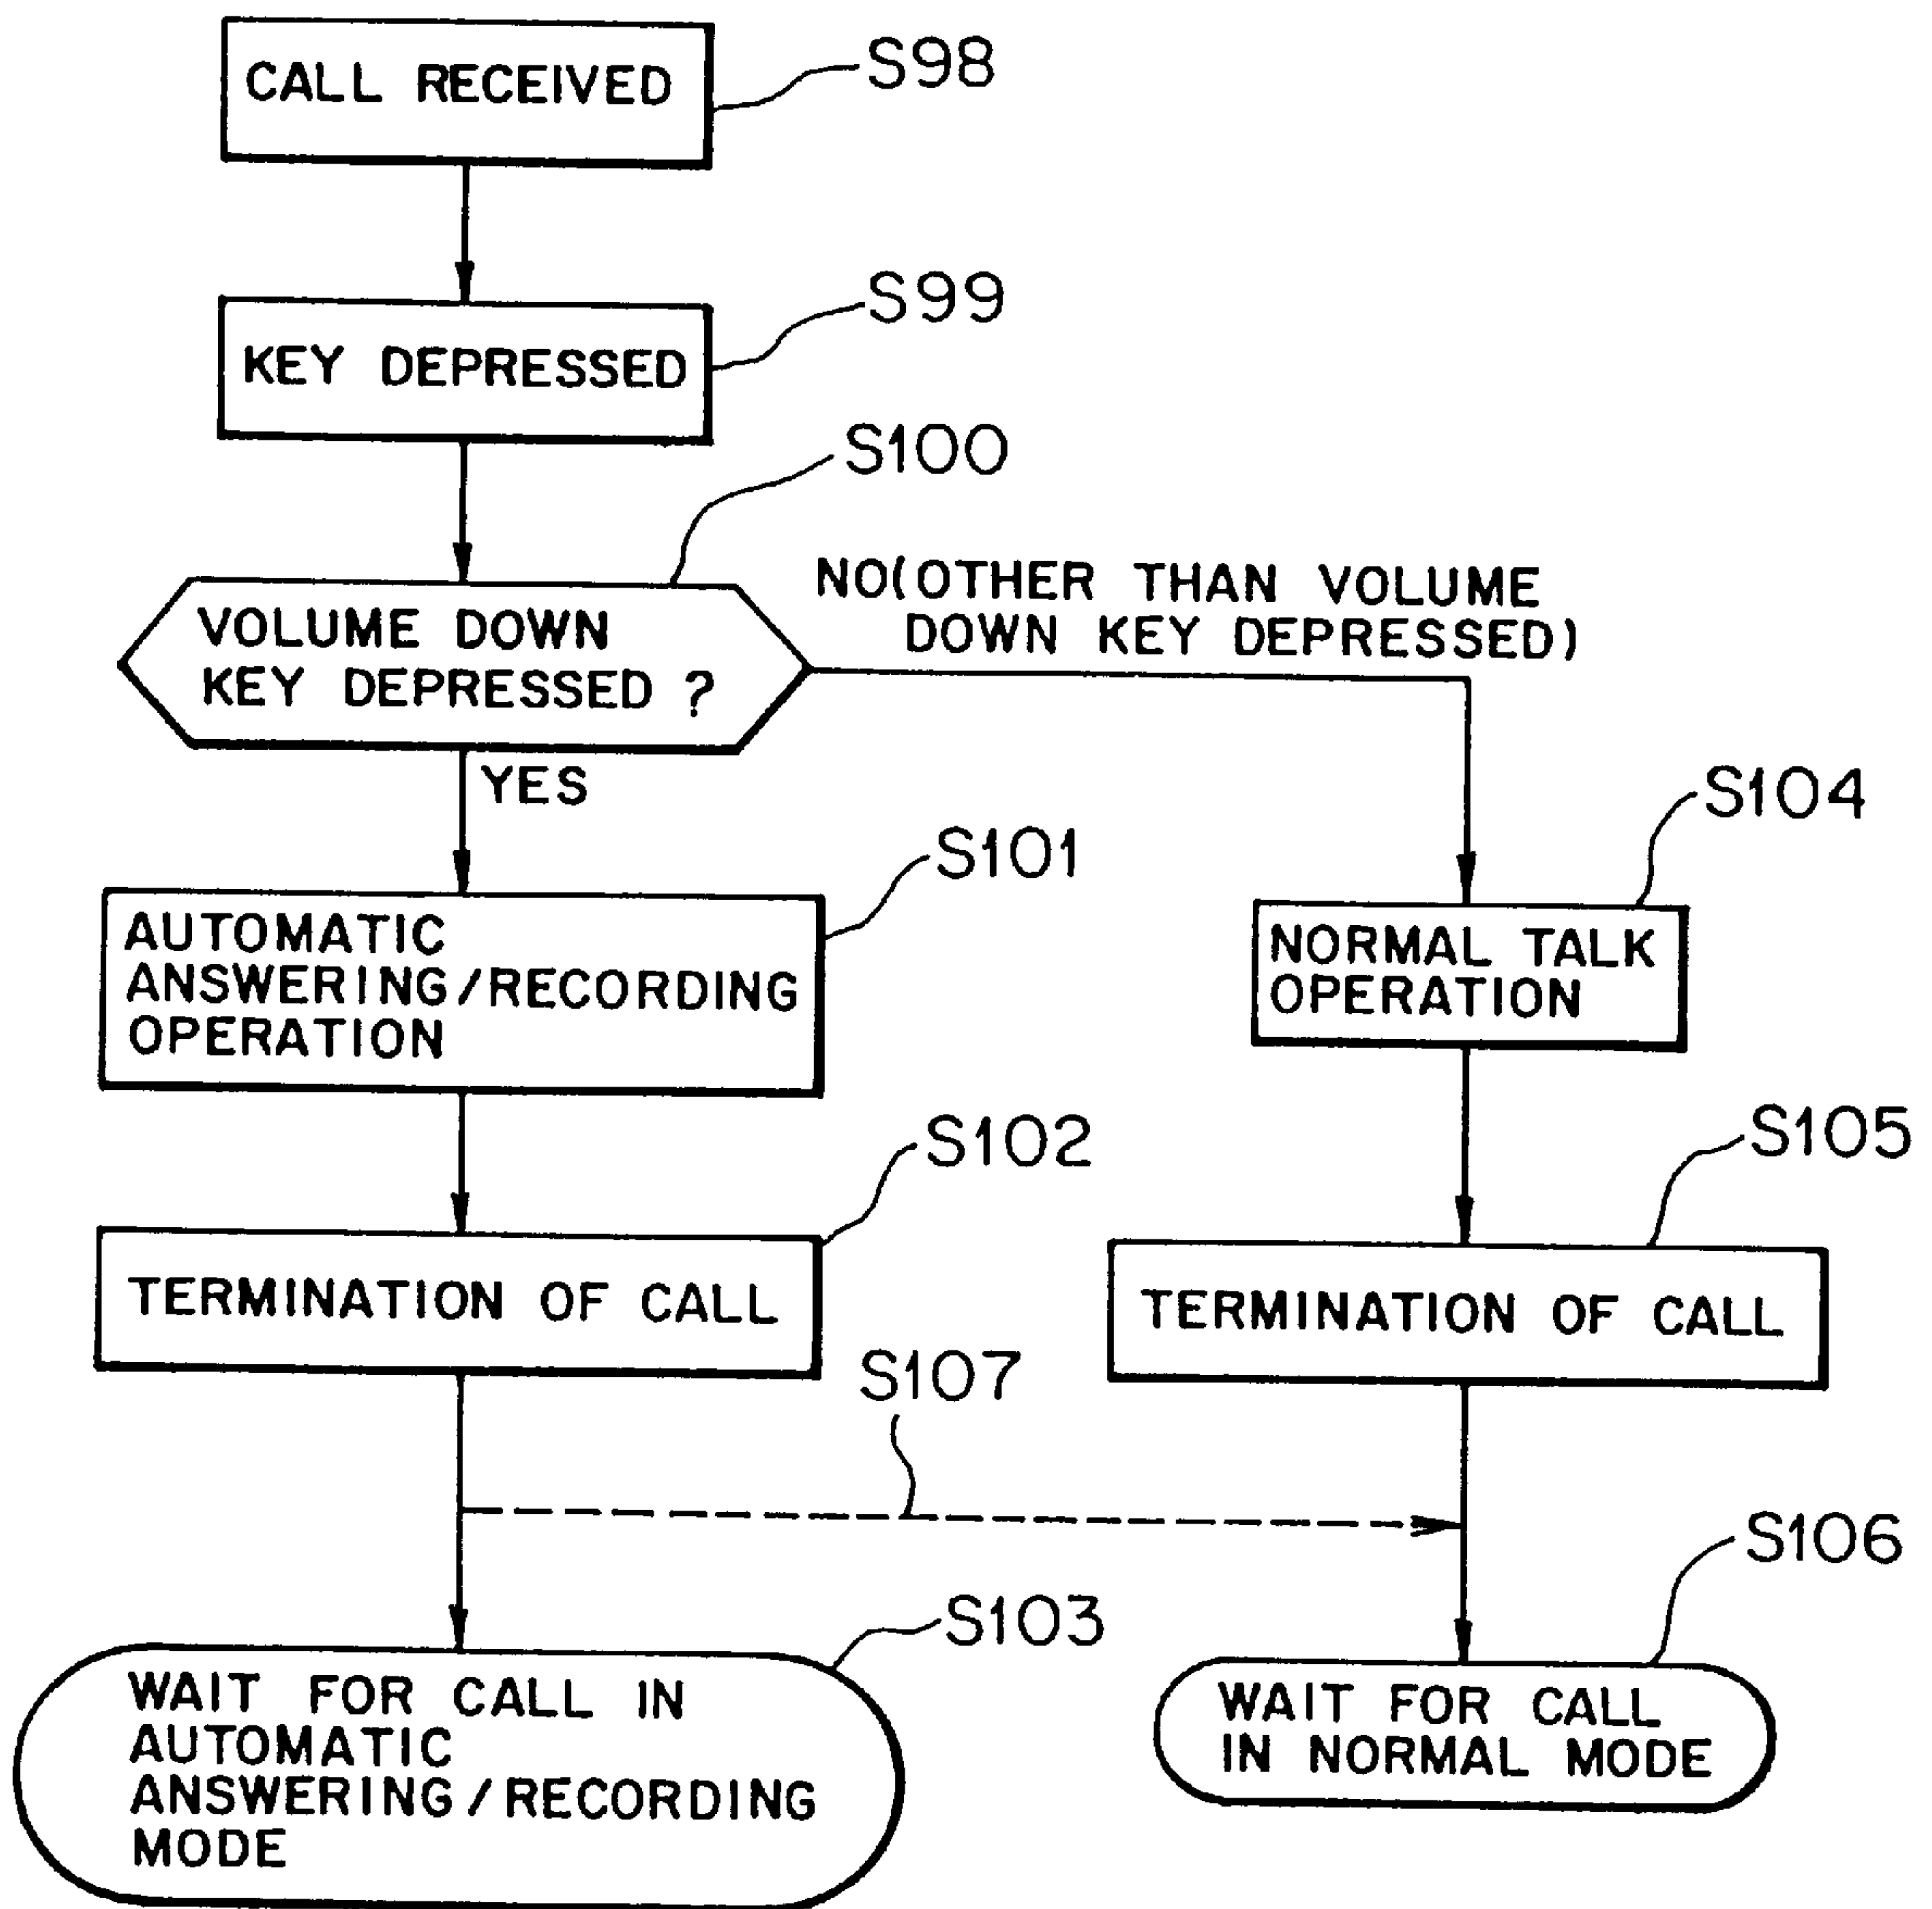 CALL RECEIVED
S98
KEY DEPRESSED
S99
S100
VOLUME DOWN
KEY DEPRESSED ?
NO(OTHER THAN VOLUME
DOWN KEY DEPRESSED)
YES
S101
AUTOMATIC
ANSWERING/RECORDING
OPERATION
S104
NORMAL TALK
OPERATION
S102
TERMINATION OF CALL
S105
TERMINATION OF CALL
S107
S103
WAIT FOR CALL IN
AUTOMATIC
ANSWERING/RECORDING
MODE
S106
WAIT FOR CALL
IN NORMAL MODE